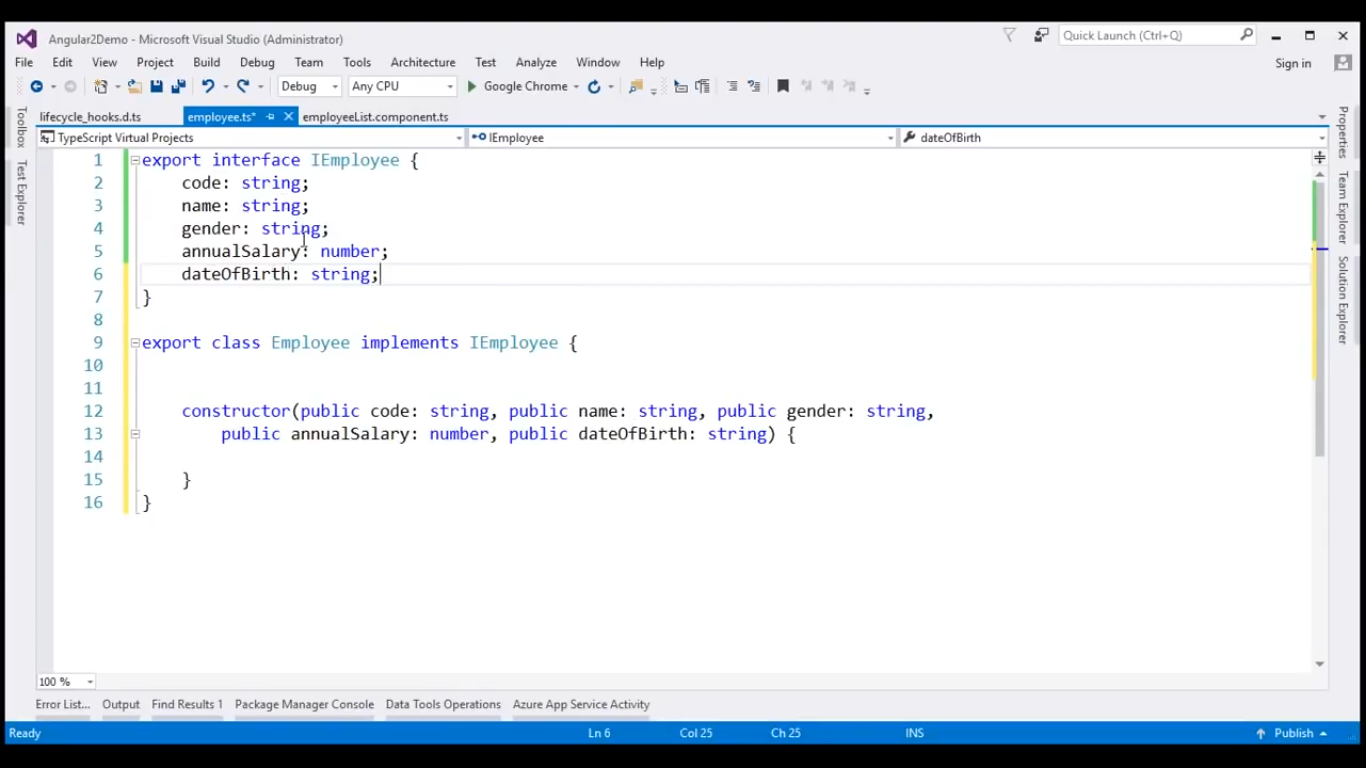 Angular2Demo - Microsoft Visual Studio (Administrator)
Quick Launch (Ctrl+Q)
File Edit View Project Build Debug Team Tools Architecture Test Analyze Window Help
Sign in
Debug Any CPU Google Chrome
lifecycle_hooks.d.ts employee.ts* employeeList.component.ts
TypeScript Virtual Projects IEmployee dateOfBirth
Toolbox
Test Explorer
1 export interface IEmployee {
2 code: string;
3 name: string;
4 gender: string;
5 annualSalary: number;
6 dateOfBirth: string;
7 }
8
9 export class Employee implements IEmployee {
10
11
12 constructor(public code: string, public name: string, public gender: string,
13 public annualSalary: number, public dateOfBirth: string) {
14
15 }
16 }
Properties
Team Explorer
Solution Explorer
100 %
Error List... Output Find Results 1 Package Manager Console Data Tools Operations Azure App Service Activity
Ready Ln 6 Col 25 Ch 25 INS Publish